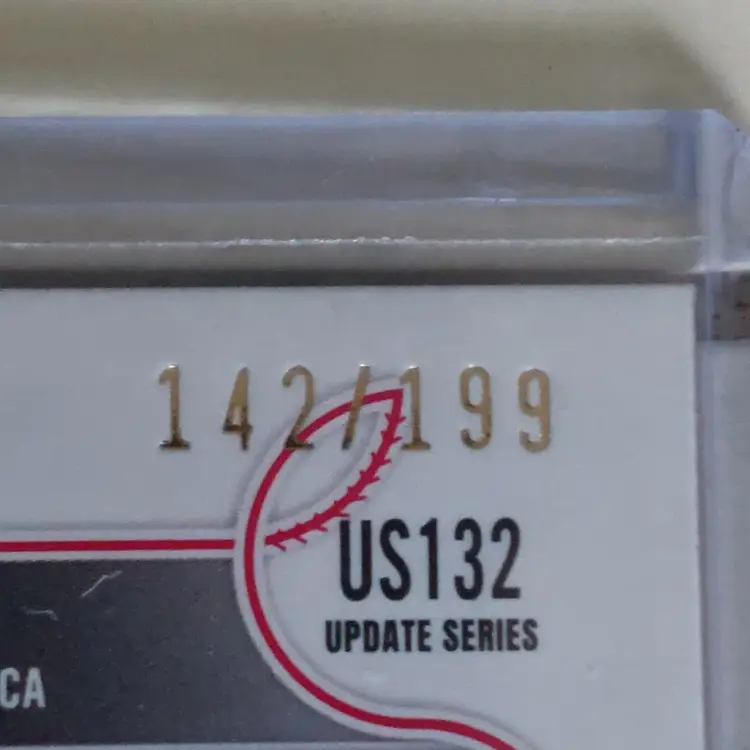 142/199
US132
UPDATE SERIES
CA